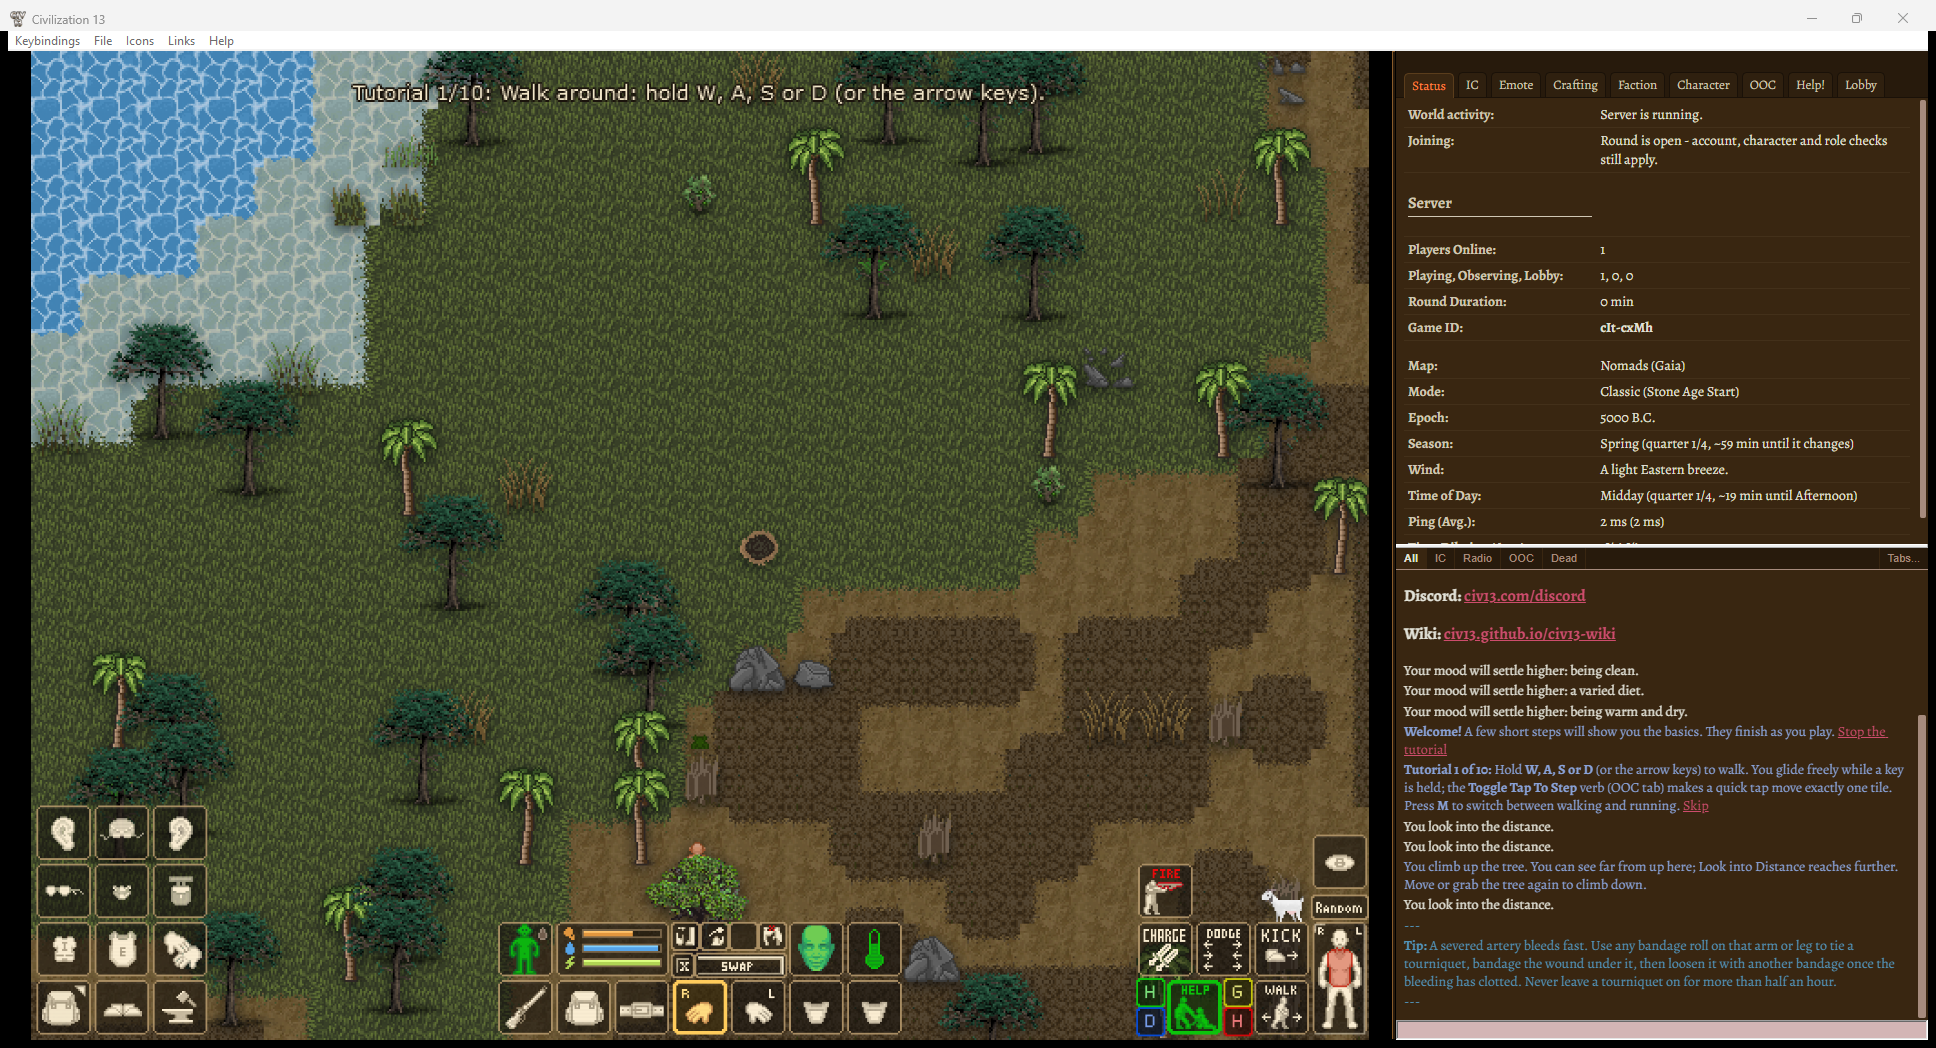 Civilization 13
Keybindings File Icons Links Help
Tutorial 1/10: Walk around: hold W, A, S or D (or the arrow keys).
Status IC Emote Crafting Faction Character OOC Help! Lobby
World activity: Server is running.
Joining: Round is open - account, character and role checks
still apply.
Server
Players Online: 1
Playing, Observing, Lobby: 1, 0, 0
Round Duration: 0 min
Game ID: cIt-cxMh
Map: Nomads (Gaia)
Mode: Classic (Stone Age Start)
Epoch: 5000 B.C.
Season: Spring (quarter 1/4, ~59 min until it changes)
Wind: A light Eastern breeze.
Time of Day: Midday (quarter 1/4, ~19 min until Afternoon)
Ping (Avg.): 2 ms (2 ms)
All IC Radio OOC Dead Tabs...
Discord: civ13.com/discord
Wiki: civ13.github.io/civ13-wiki
Your mood will settle higher: being clean.
Your mood will settle higher: a varied diet.
Your mood will settle higher: being warm and dry.
Welcome! A few short steps will show you the basics. They finish as you play. Stop the
tutorial
Tutorial 1 of 10: Hold W, A, S or D (or the arrow keys) to walk. You glide freely while a key
is held; the Toggle Tap To Step verb (OOC tab) makes a quick tap move exactly one tile.
Press M to switch between walking and running. Skip
You look into the distance.
You look into the distance.
You climb up the tree. You can see far from up here; Look into Distance reaches further.
Move or grab the tree again to climb down.
You look into the distance.
---
Tip: A severed artery bleeds fast. Use any bandage roll on that arm or leg to tie a
tourniquet, bandage the wound under it, then loosen it with another bandage once the
bleeding has clotted. Never leave a tourniquet on for more than half an hour.
---
FIRE
B
Random
CHARGE DODGE KICK R L
I E X SWAP
R L
H HELP G WALK
D H